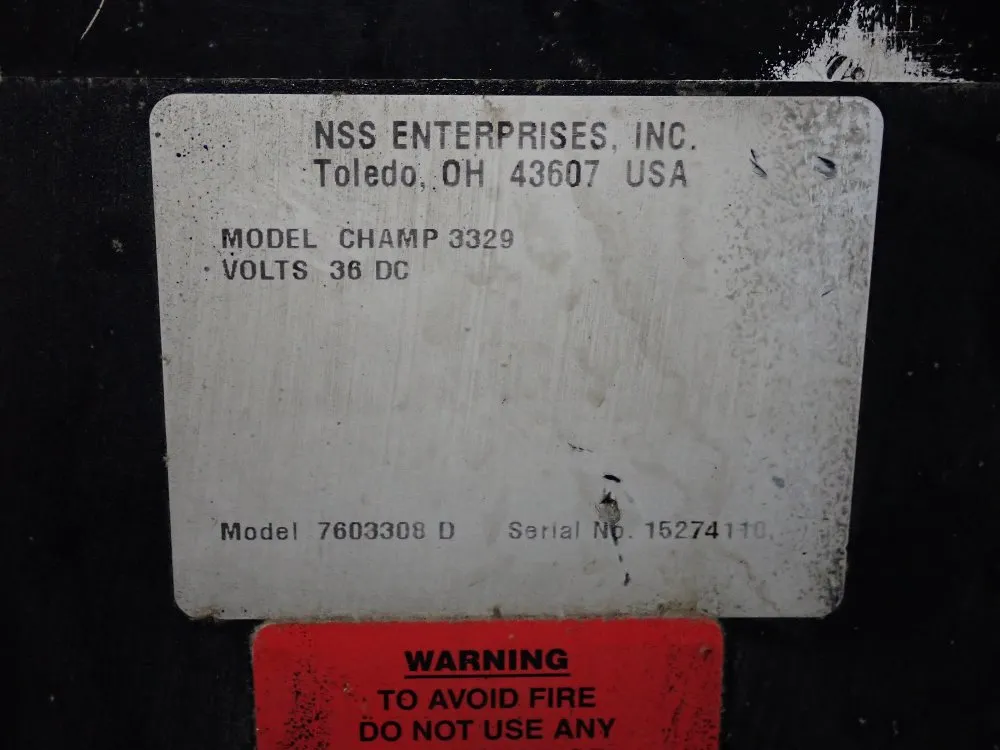 NSS ENTERPRISES, INC.
Toledo, OH 43607 USA
MODEL CHAMP 3329
VOLTS 36 DC
Model 7603308 D Serial No. 15274110
WARNING
TO AVOID FIRE
DO NOT USE ANY